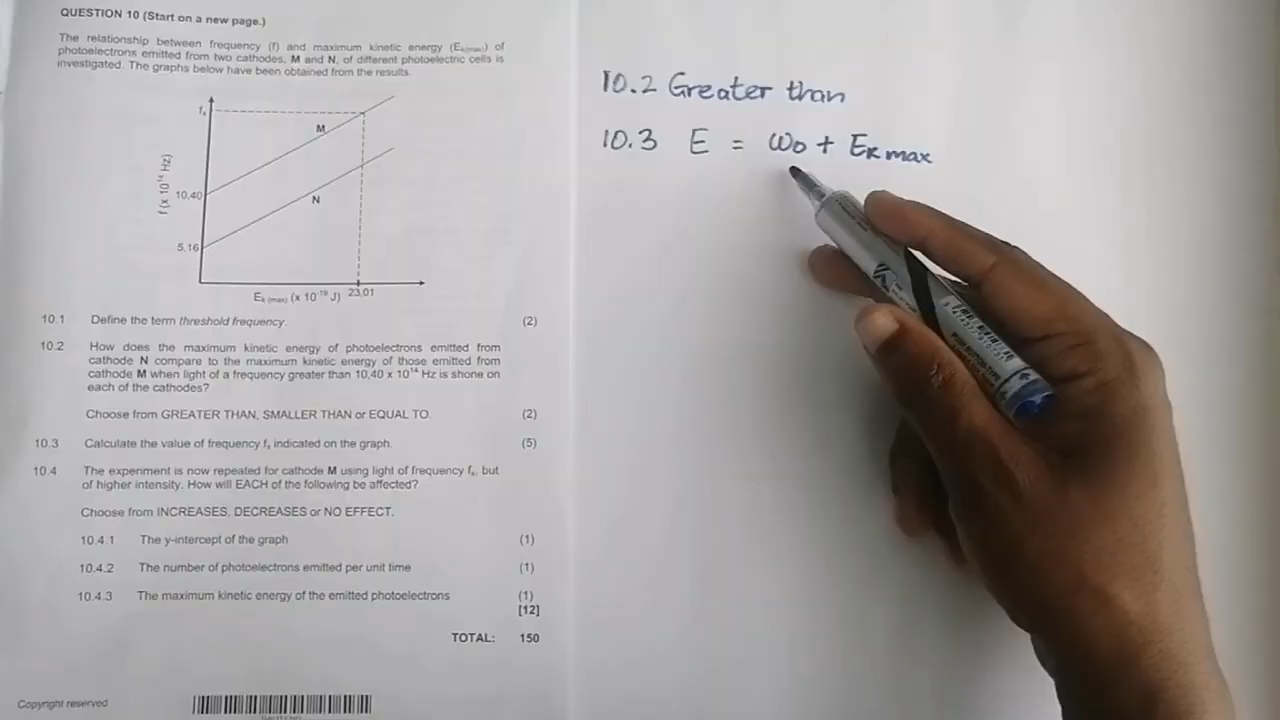 QUESTION 10 (Start on a new page.)
The relationship between frequency (f) and maximum kinetic energy (Ek(max)) of
photoelectrons emitted from two cathodes, M and N, of different photoelectric cells is
investigated. The graphs below have been obtained from the results.
fx
M
f (x 10¹⁴ Hz)
10,40
N
5,16
Ek (max) (x 10⁻¹⁹ J)
23,01
10.1 Define the term threshold frequency. (2)
10.2 How does the maximum kinetic energy of photoelectrons emitted from
cathode N compare to the maximum kinetic energy of those emitted from
cathode M when light of a frequency greater than 10,40 x 10¹⁴ Hz is shone on
each of the cathodes?
Choose from GREATER THAN, SMALLER THAN or EQUAL TO. (2)
10.3 Calculate the value of frequency fx indicated on the graph. (5)
10.4 The experiment is now repeated for cathode M using light of frequency fx, but
of higher intensity. How will EACH of the following be affected?
Choose from INCREASES, DECREASES or NO EFFECT.
10.4.1 The y-intercept of the graph (1)
10.4.2 The number of photoelectrons emitted per unit time (1)
10.4.3 The maximum kinetic energy of the emitted photoelectrons (1)
[12]
TOTAL: 150
Copyright reserved
10.2 Greater than
10.3 E = W0 + EK max